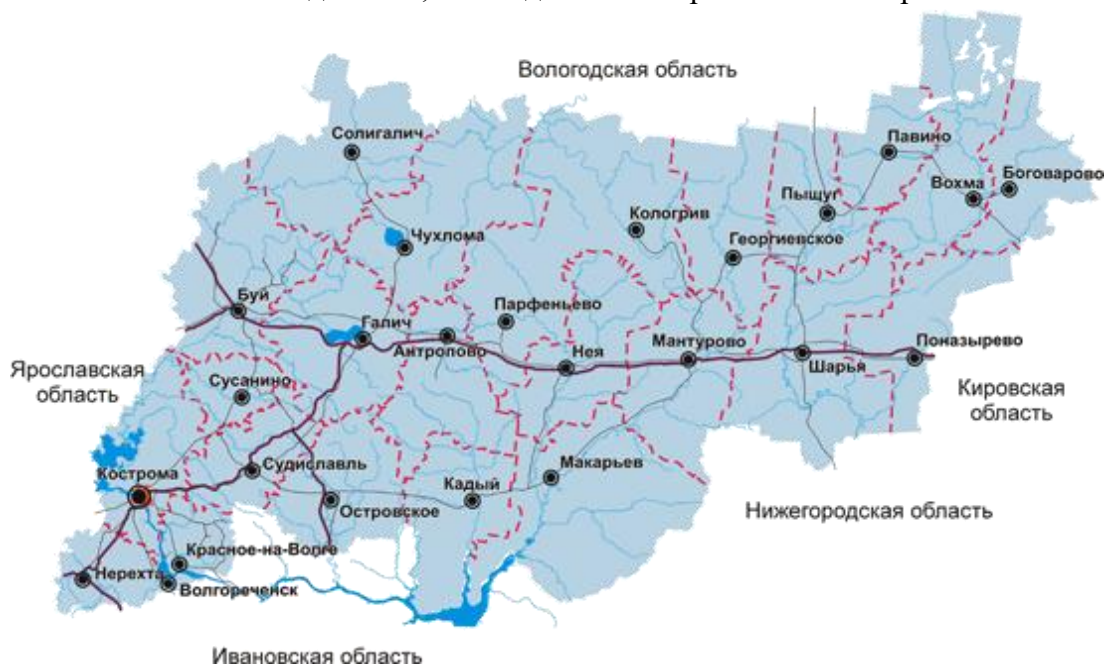 Вологодская область
Солигалич
Павино
Боговарово
Вохма
Пыщуг
Кологрив
Чухлома
Георгиевское
Буй
Парфеньево
Галич
Антропово
Нея
Мантурово
Шарья
Поназырево
Ярославская
область
Сусанино
Кировская
область
Судиславль
Макарьев
Кострома
Кадый
Островское
Нижегородская область
Красное-на-Волге
Нерехта
Волгореченск
Ивановская область